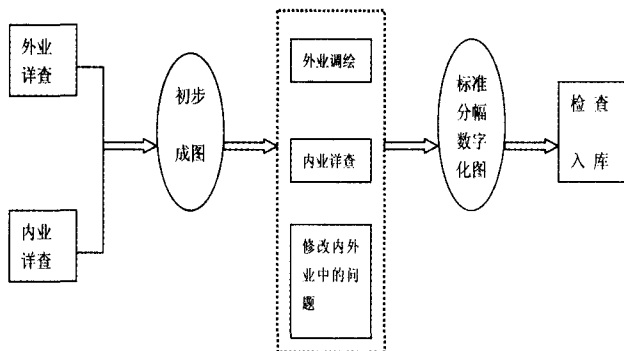 外业
详查
内业
详查
初步
成图
外业调绘
内业详查
修改内外
业中的问
题
标准
分幅
数字
化图
检查
入库